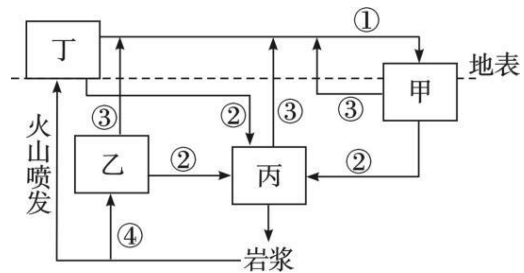 ①
丁
地表
甲
③
②
③
③
火山喷发
②
②
乙
丙
④
岩浆